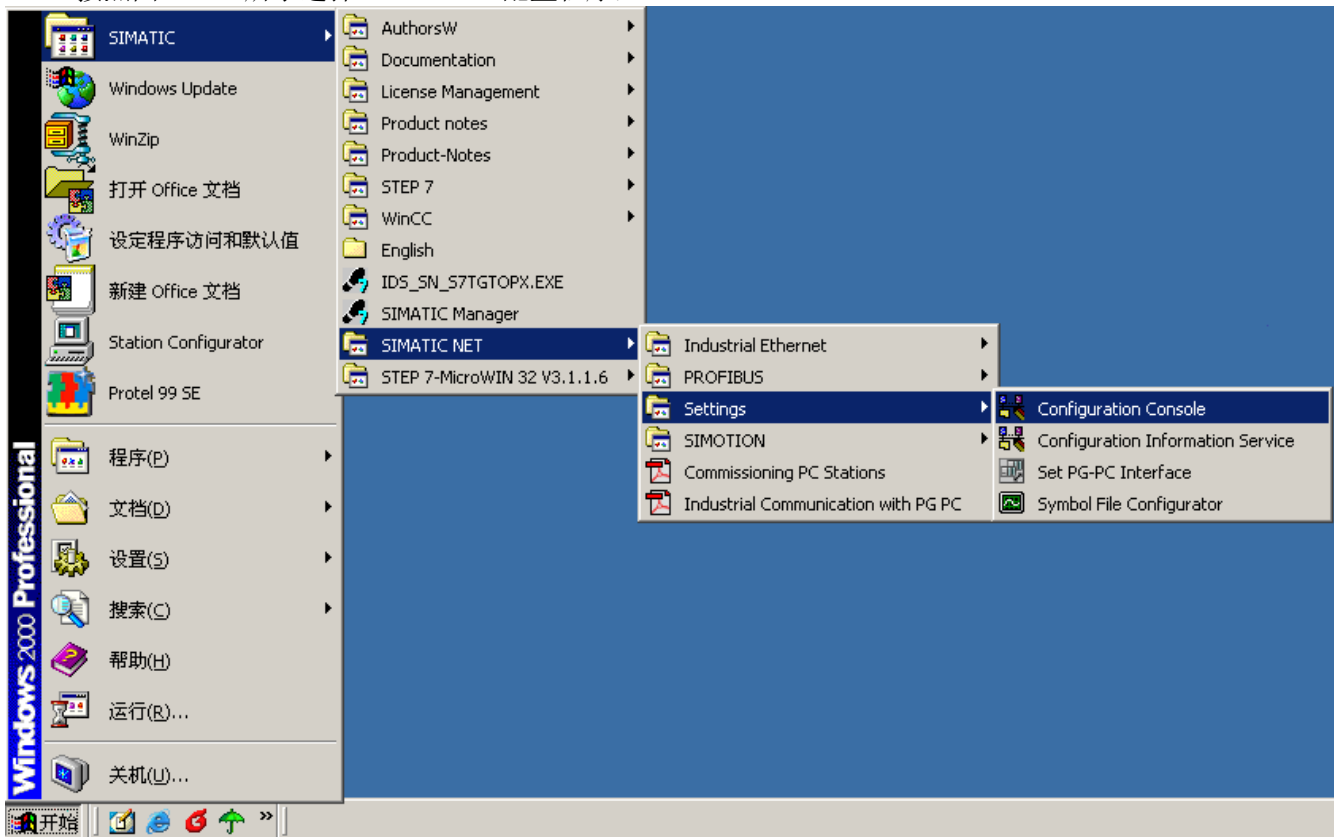 SIMATIC
Windows Update
WinZip
打开 Office 文档
设定程序访问和默认值
新建 Office 文档
Station Configurator
Protel 99 SE
程序(P)
文档(D)
设置(S)
搜索(C)
帮助(H)
运行(R)...
关机(U)...
Windows 2000 Professional
开始
AuthorsW
Documentation
License Management
Product notes
Product-Notes
STEP 7
WinCC
English
IDS_SN_S7TGTOPX.EXE
SIMATIC Manager
SIMATIC NET
STEP 7-MicroWIN 32 V3.1.1.6
Industrial Ethernet
PROFIBUS
Settings
SIMOTION
Commissioning PC Stations
Industrial Communication with PG PC
Configuration Console
Configuration Information Service
Set PG-PC Interface
Symbol File Configurator